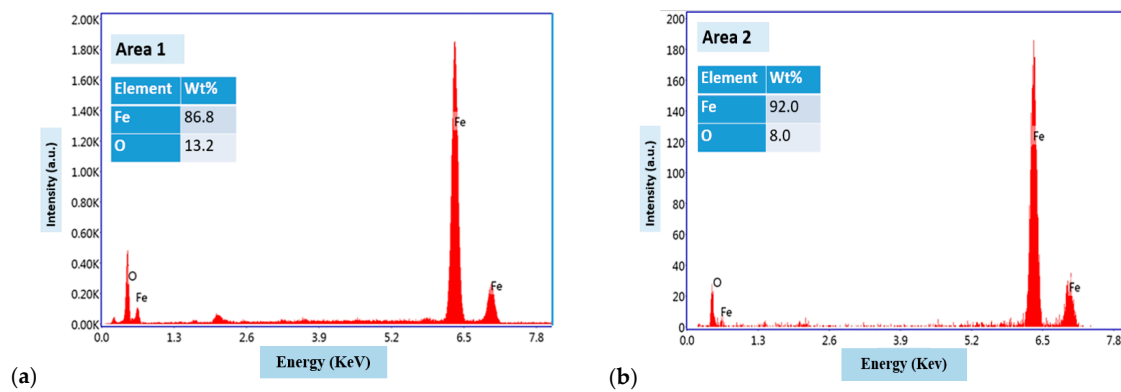 Area 1
Element Wt%
Fe 86.8
O 13.2
Intensity (a.u.)
2.00K
1.80K
1.60K
1.40K
1.20K
1.00K
0.80K
0.60K
0.40K
0.20K
0.00K
O
Fe
Fe
Fe
0.0 1.3 2.6 3.9 5.2 6.5 7.8
Energy (KeV)
(a)
Area 2
Element Wt%
Fe 92.0
O 8.0
Intensity (a.u.)
200
180
160
140
120
100
80
60
40
20
0
O
Fe
Fe
Fe
0.0 1.3 2.6 3.9 5.2 6.5 7.8
Energy (Kev)
(b)